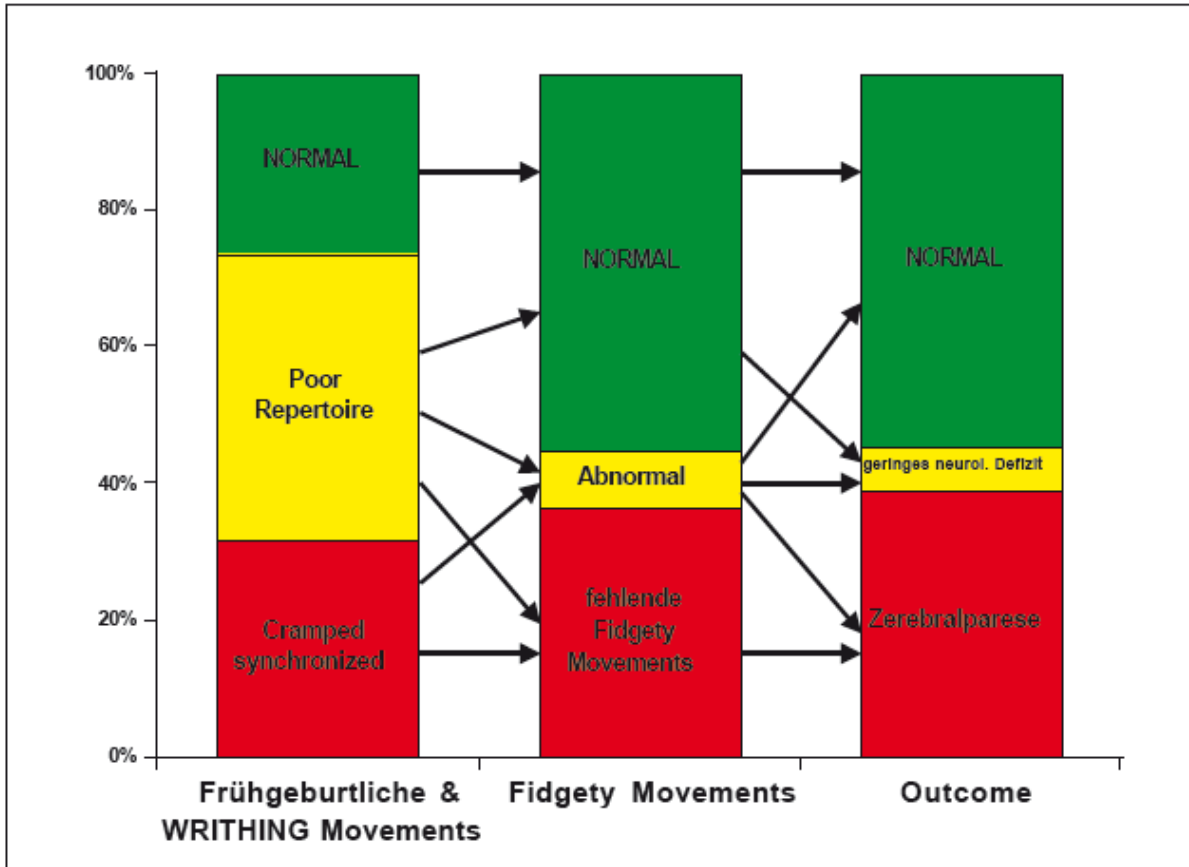 100%
80%
60%
40%
20%
0%
NORMAL
Poor
Repertoire
Cramped
synchronized
NORMAL
Abnormal
fehlende
Fidgety
Movements
NORMAL
geringes neurol. Defizit
Zerebralparese
Frühgeburtliche &
WRITHING Movements
Fidgety Movements
Outcome